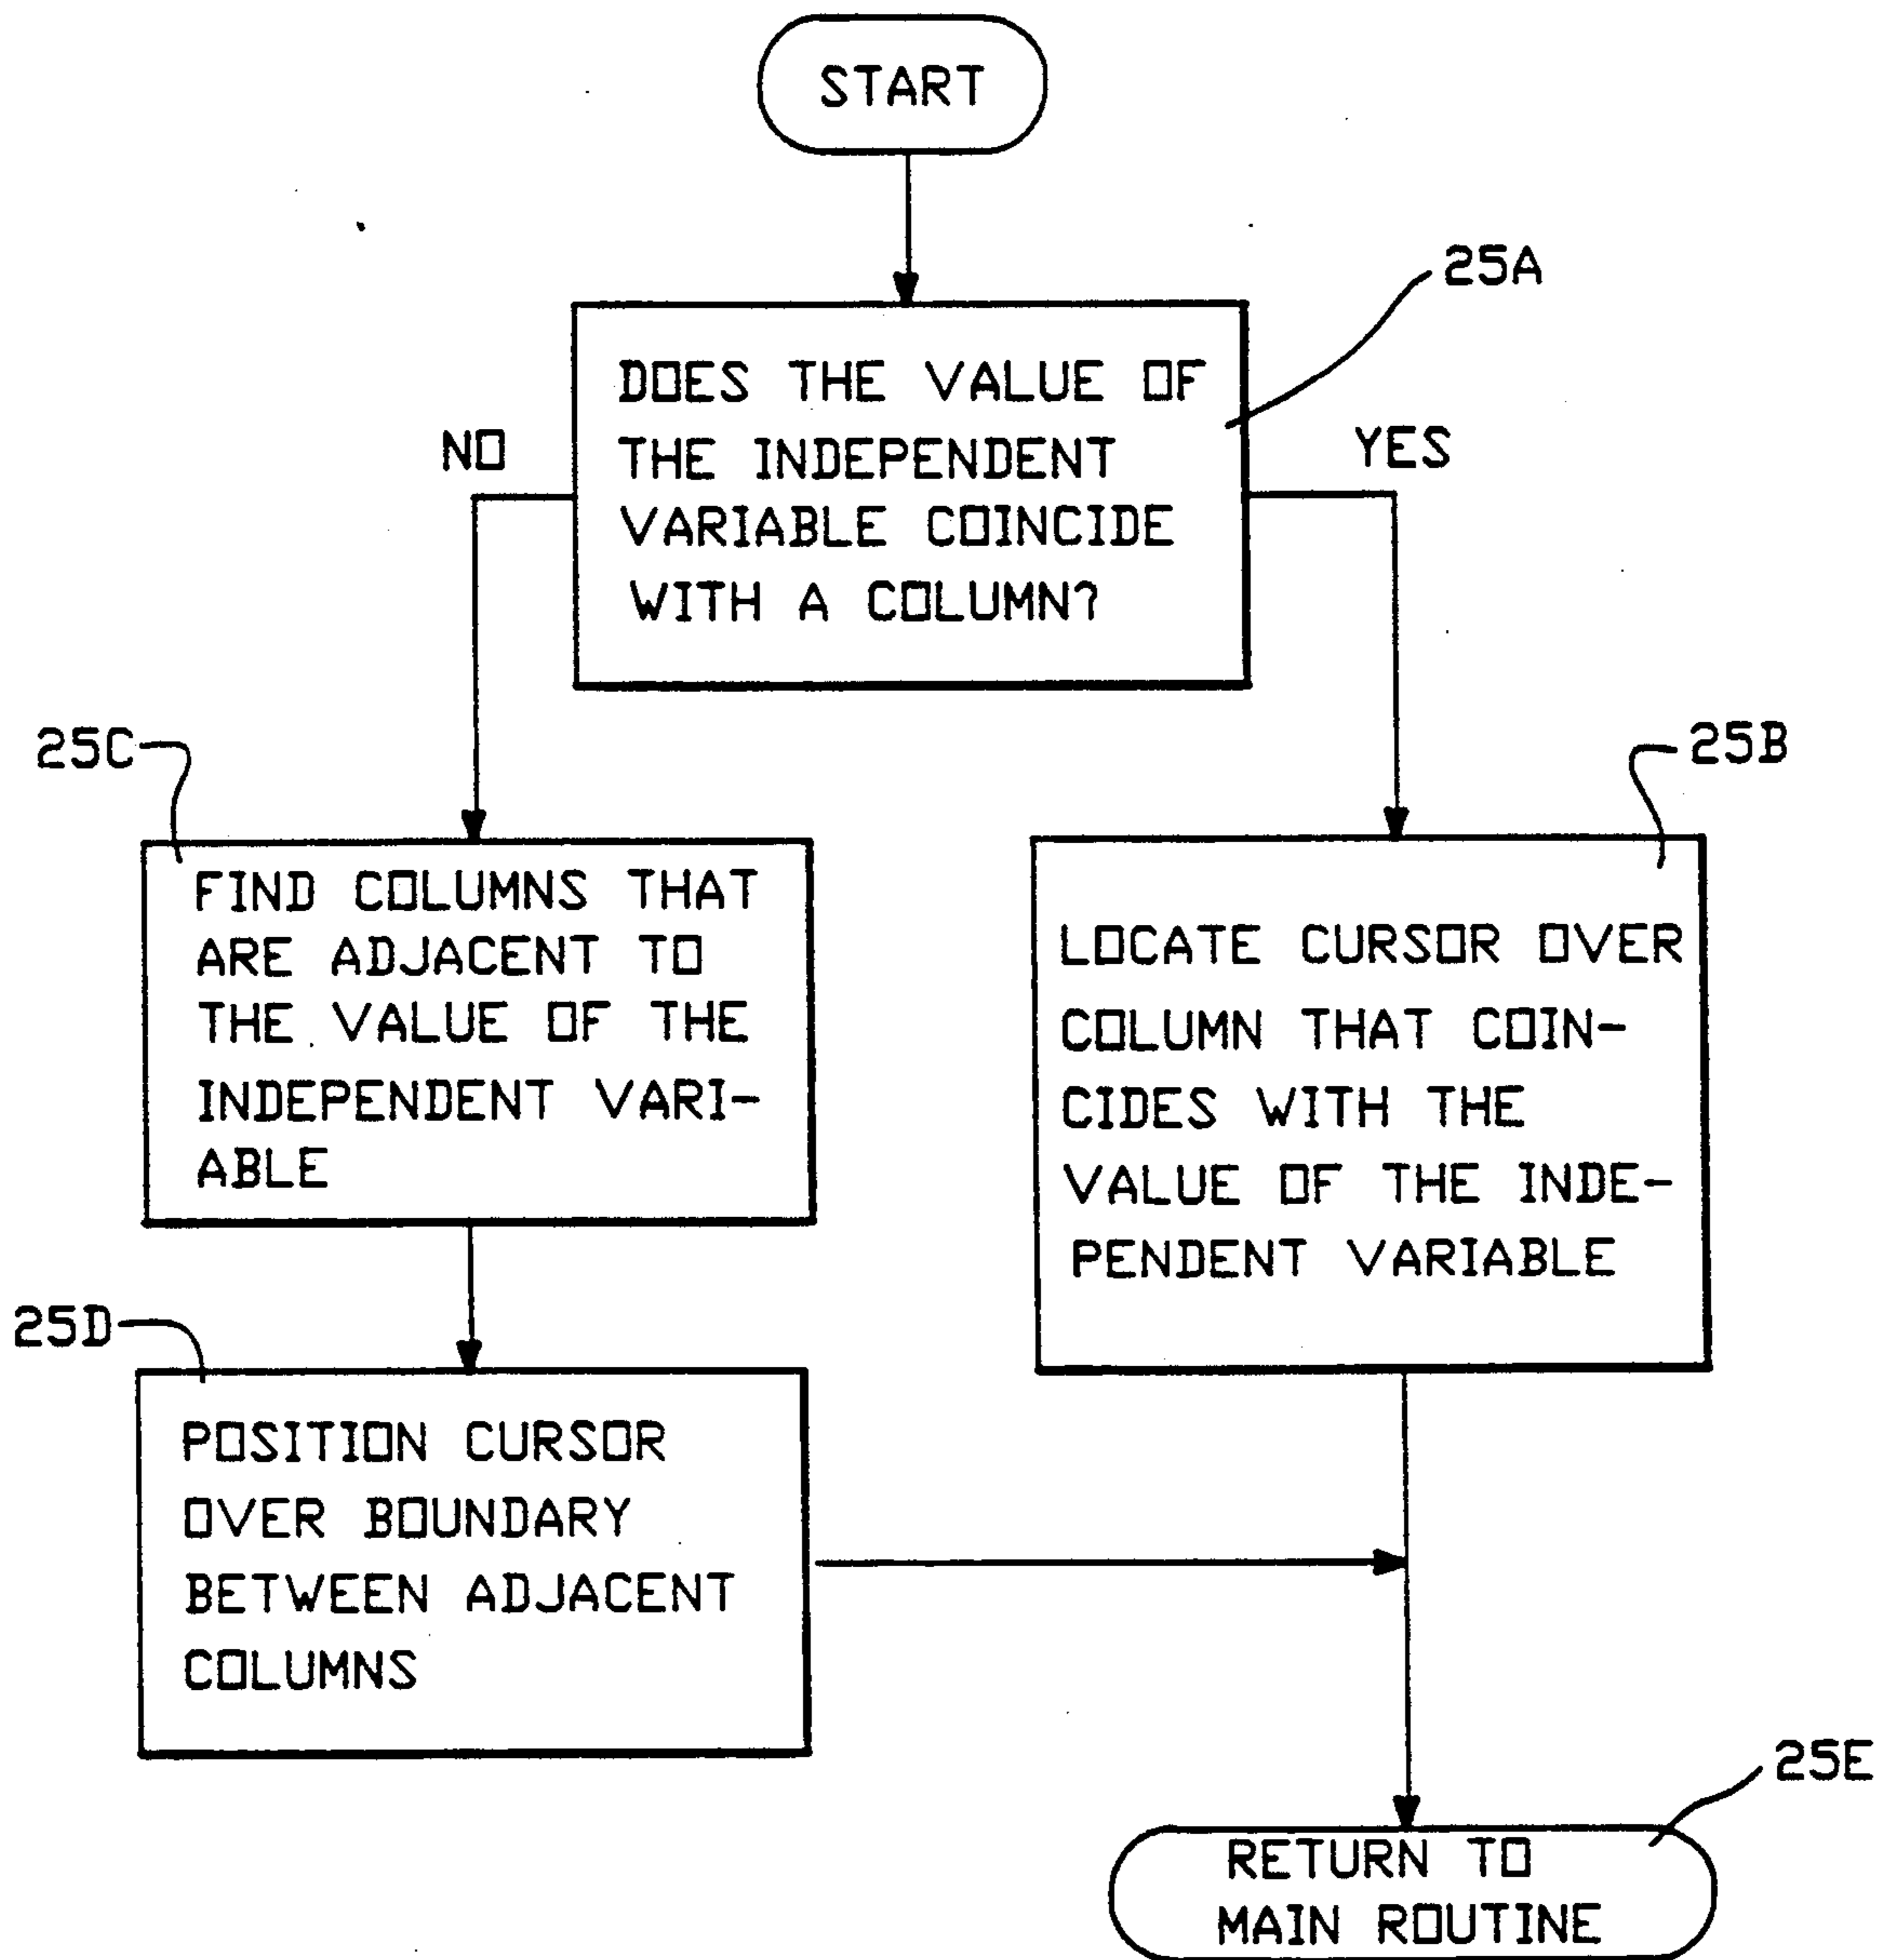 START
25A
DOES THE VALUE OF
THE INDEPENDENT
VARIABLE COINCIDE
WITH A COLUMN?
NO
YES
25C
FIND COLUMNS THAT
ARE ADJACENT TO
THE VALUE OF THE
INDEPENDENT VARI-
ABLE
25B
LOCATE CURSOR OVER
COLUMN THAT COIN-
CIDES WITH THE
VALUE OF THE INDE-
PENDENT VARIABLE
25D
POSITION CURSOR
OVER BOUNDARY
BETWEEN ADJACENT
COLUMNS
25E
RETURN TO
MAIN ROUTINE